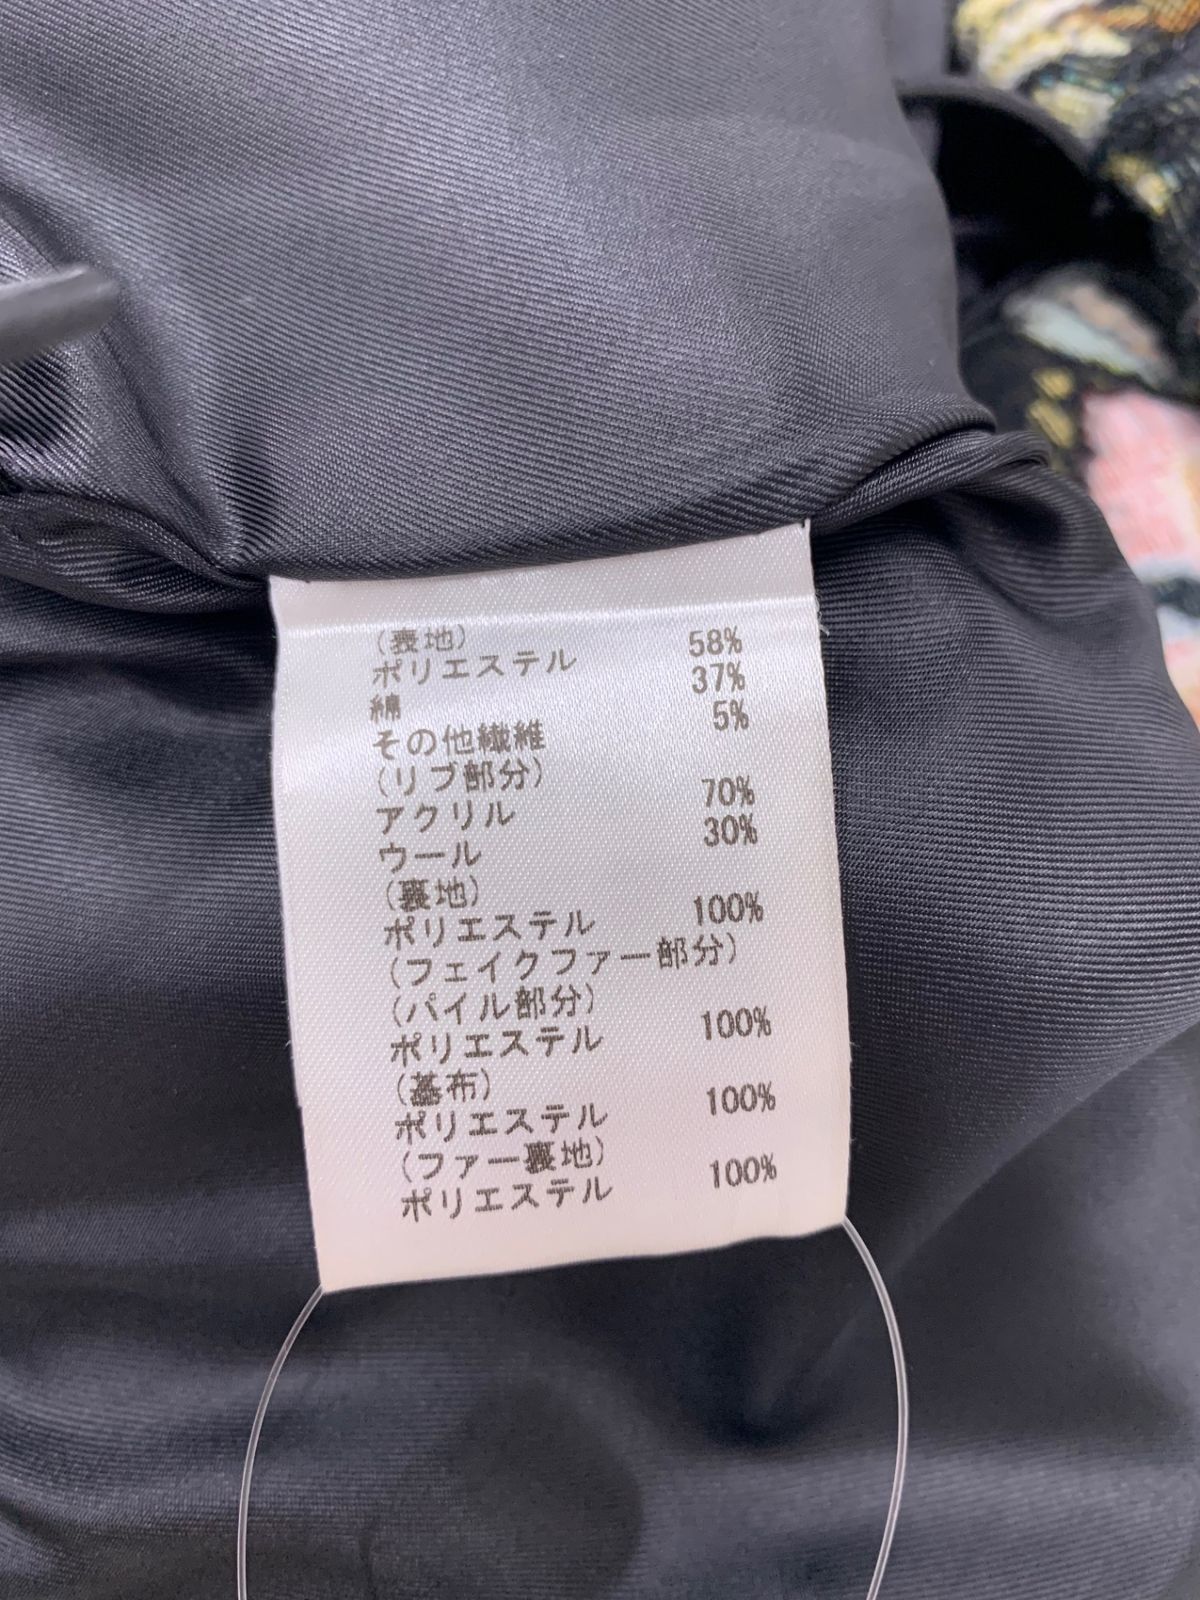 (表地)
ポリエステル 58%
綿 37%
その他繊維 5%
(リブ部分)
アクリル 70%
ウール 30%
(裏地)
ポリエステル 100%
(フェイクファー部分)
(パイル部分)
ポリエステル 100%
(基布)
ポリエステル 100%
(ファー裏地)
ポリエステル 100%